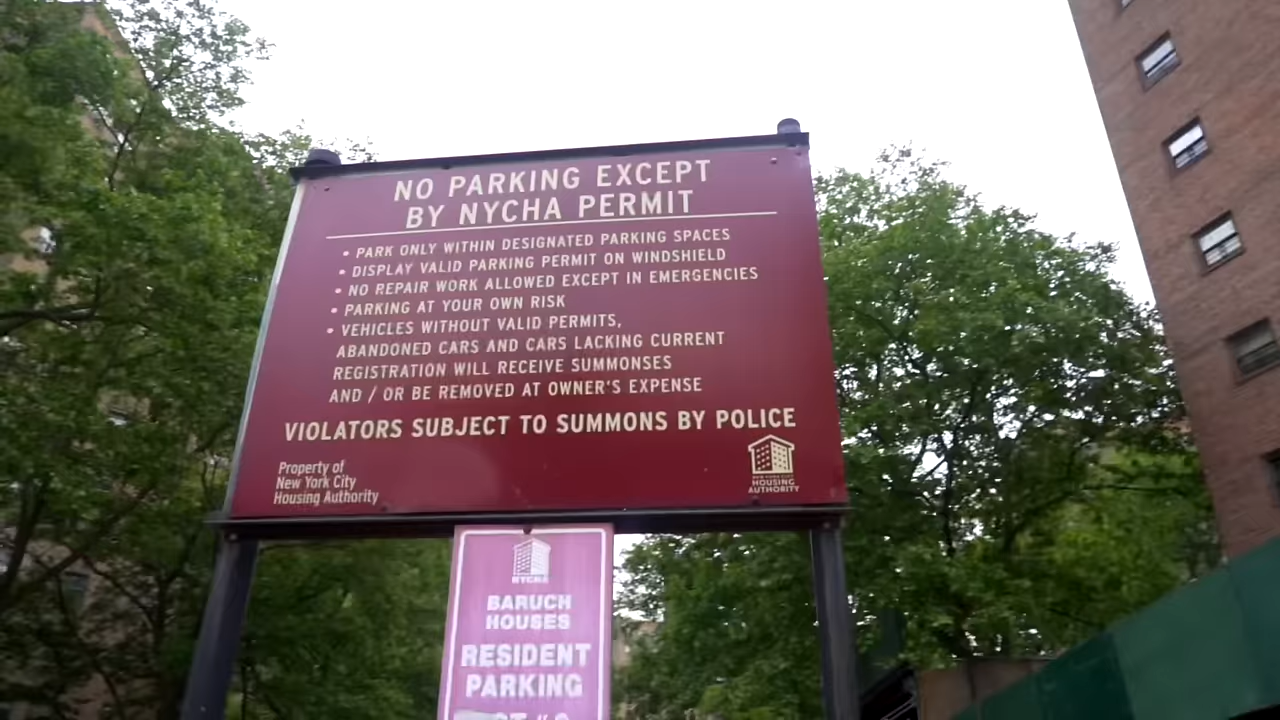 NO PARKING EXCEPT
BY NYCHA PERMIT
• PARK ONLY WITHIN DESIGNATED PARKING SPACES
• DISPLAY VALID PARKING PERMIT ON WINDSHIELD
• NO REPAIR WORK ALLOWED EXCEPT IN EMERGENCIES
• PARKING AT YOUR OWN RISK
• VEHICLES WITHOUT VALID PERMITS,
ABANDONED CARS AND CARS LACKING CURRENT
REGISTRATION WILL RECEIVE SUMMONSES
AND / OR BE REMOVED AT OWNER'S EXPENSE
VIOLATORS SUBJECT TO SUMMONS BY POLICE
Property of
New York City
Housing Authority
NEW YORK CITY
HOUSING
AUTHORITY
NYCHA
BARUCH
HOUSES
RESIDENT
PARKING